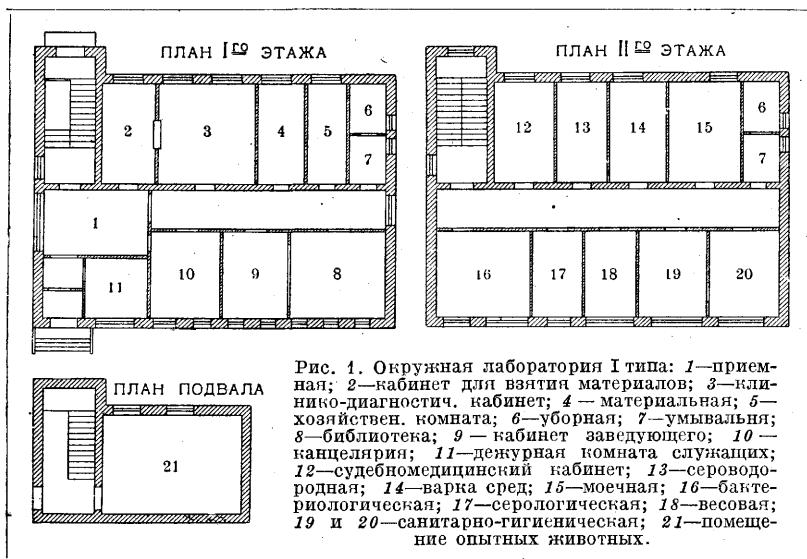 ПЛАН Iго ЭТАЖА
2
3
4
5
6
7
1
11
10
9
8
ПЛАН IIго ЭТАЖА
12
13
14
15
6
7
16
17
18
19
20
ПЛАН ПОДВАЛА
21
Рис. 1. Окружная лаборатория I типа: 1—прием-
ная; 2—кабинет для взятия материалов; 3—кли-
нико-диагностич. кабинет; 4 — материальная; 5—
хозяйствен. комната; 6—уборная; 7—умывальня;
8—библиотека; 9 — кабинет заведующего; 10 —
канцелярия; 11—дежурная комната служащих;
12—судебномедицинский кабинет; 13—сероводо-
родная; 14—варка сред; 15—моечная; 16—бакте-
риологическая; 17—серологическая; 18—весовая;
19 и 20—санитарно-гигиеническая; 21—помеще-
ние опытных животных.